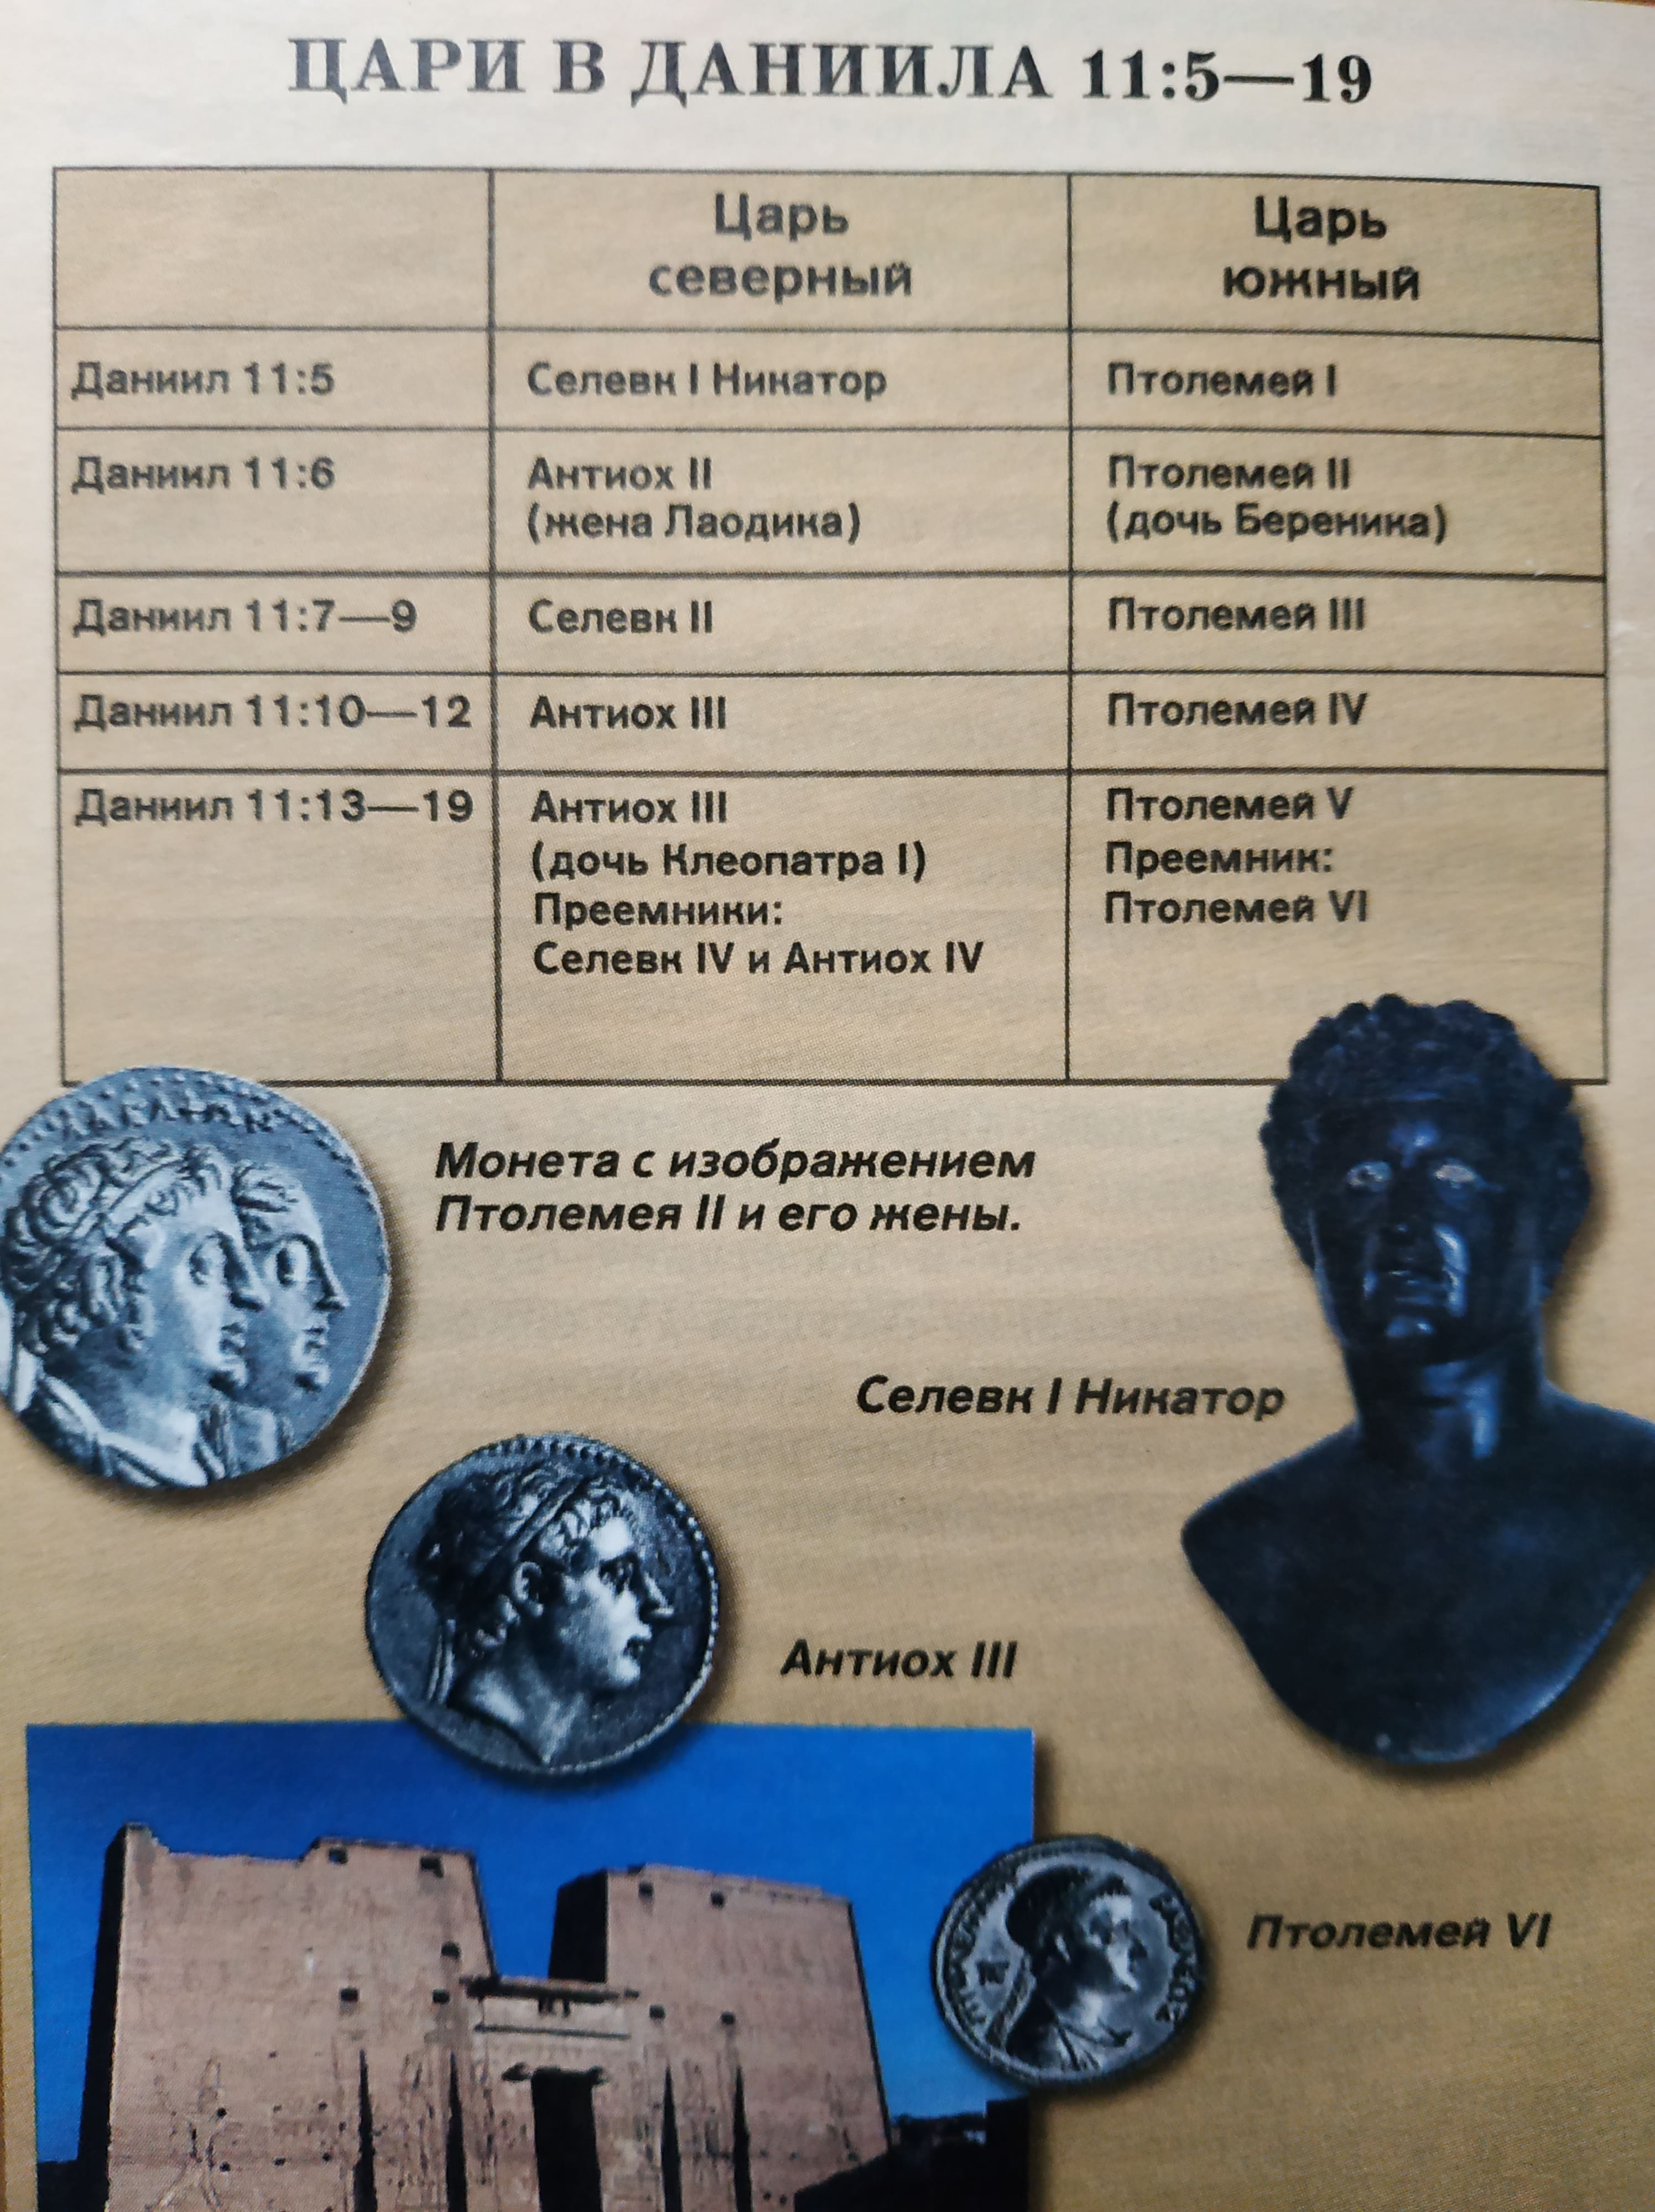 ЦАРИ В ДАНИИЛА 11:5—19
Царь северный
Царь южный
Даниил 11:5
Селевк I Никатор
Птолемей I
Даниил 11:6
Антиох II
(жена Лаодика)
Птолемей II
(дочь Береника)
Даниил 11:7—9
Селевк II
Птолемей III
Даниил 11:10—12
Антиох III
Птолемей IV
Даниил 11:13—19
Антиох III
(дочь Клеопатра I)
Преемники:
Селевк IV и Антиох IV
Птолемей V
Преемник:
Птолемей VI
Монета с изображением
Птолемея II и его жены.
Селевк I Никатор
Антиох III
Птолемей VI